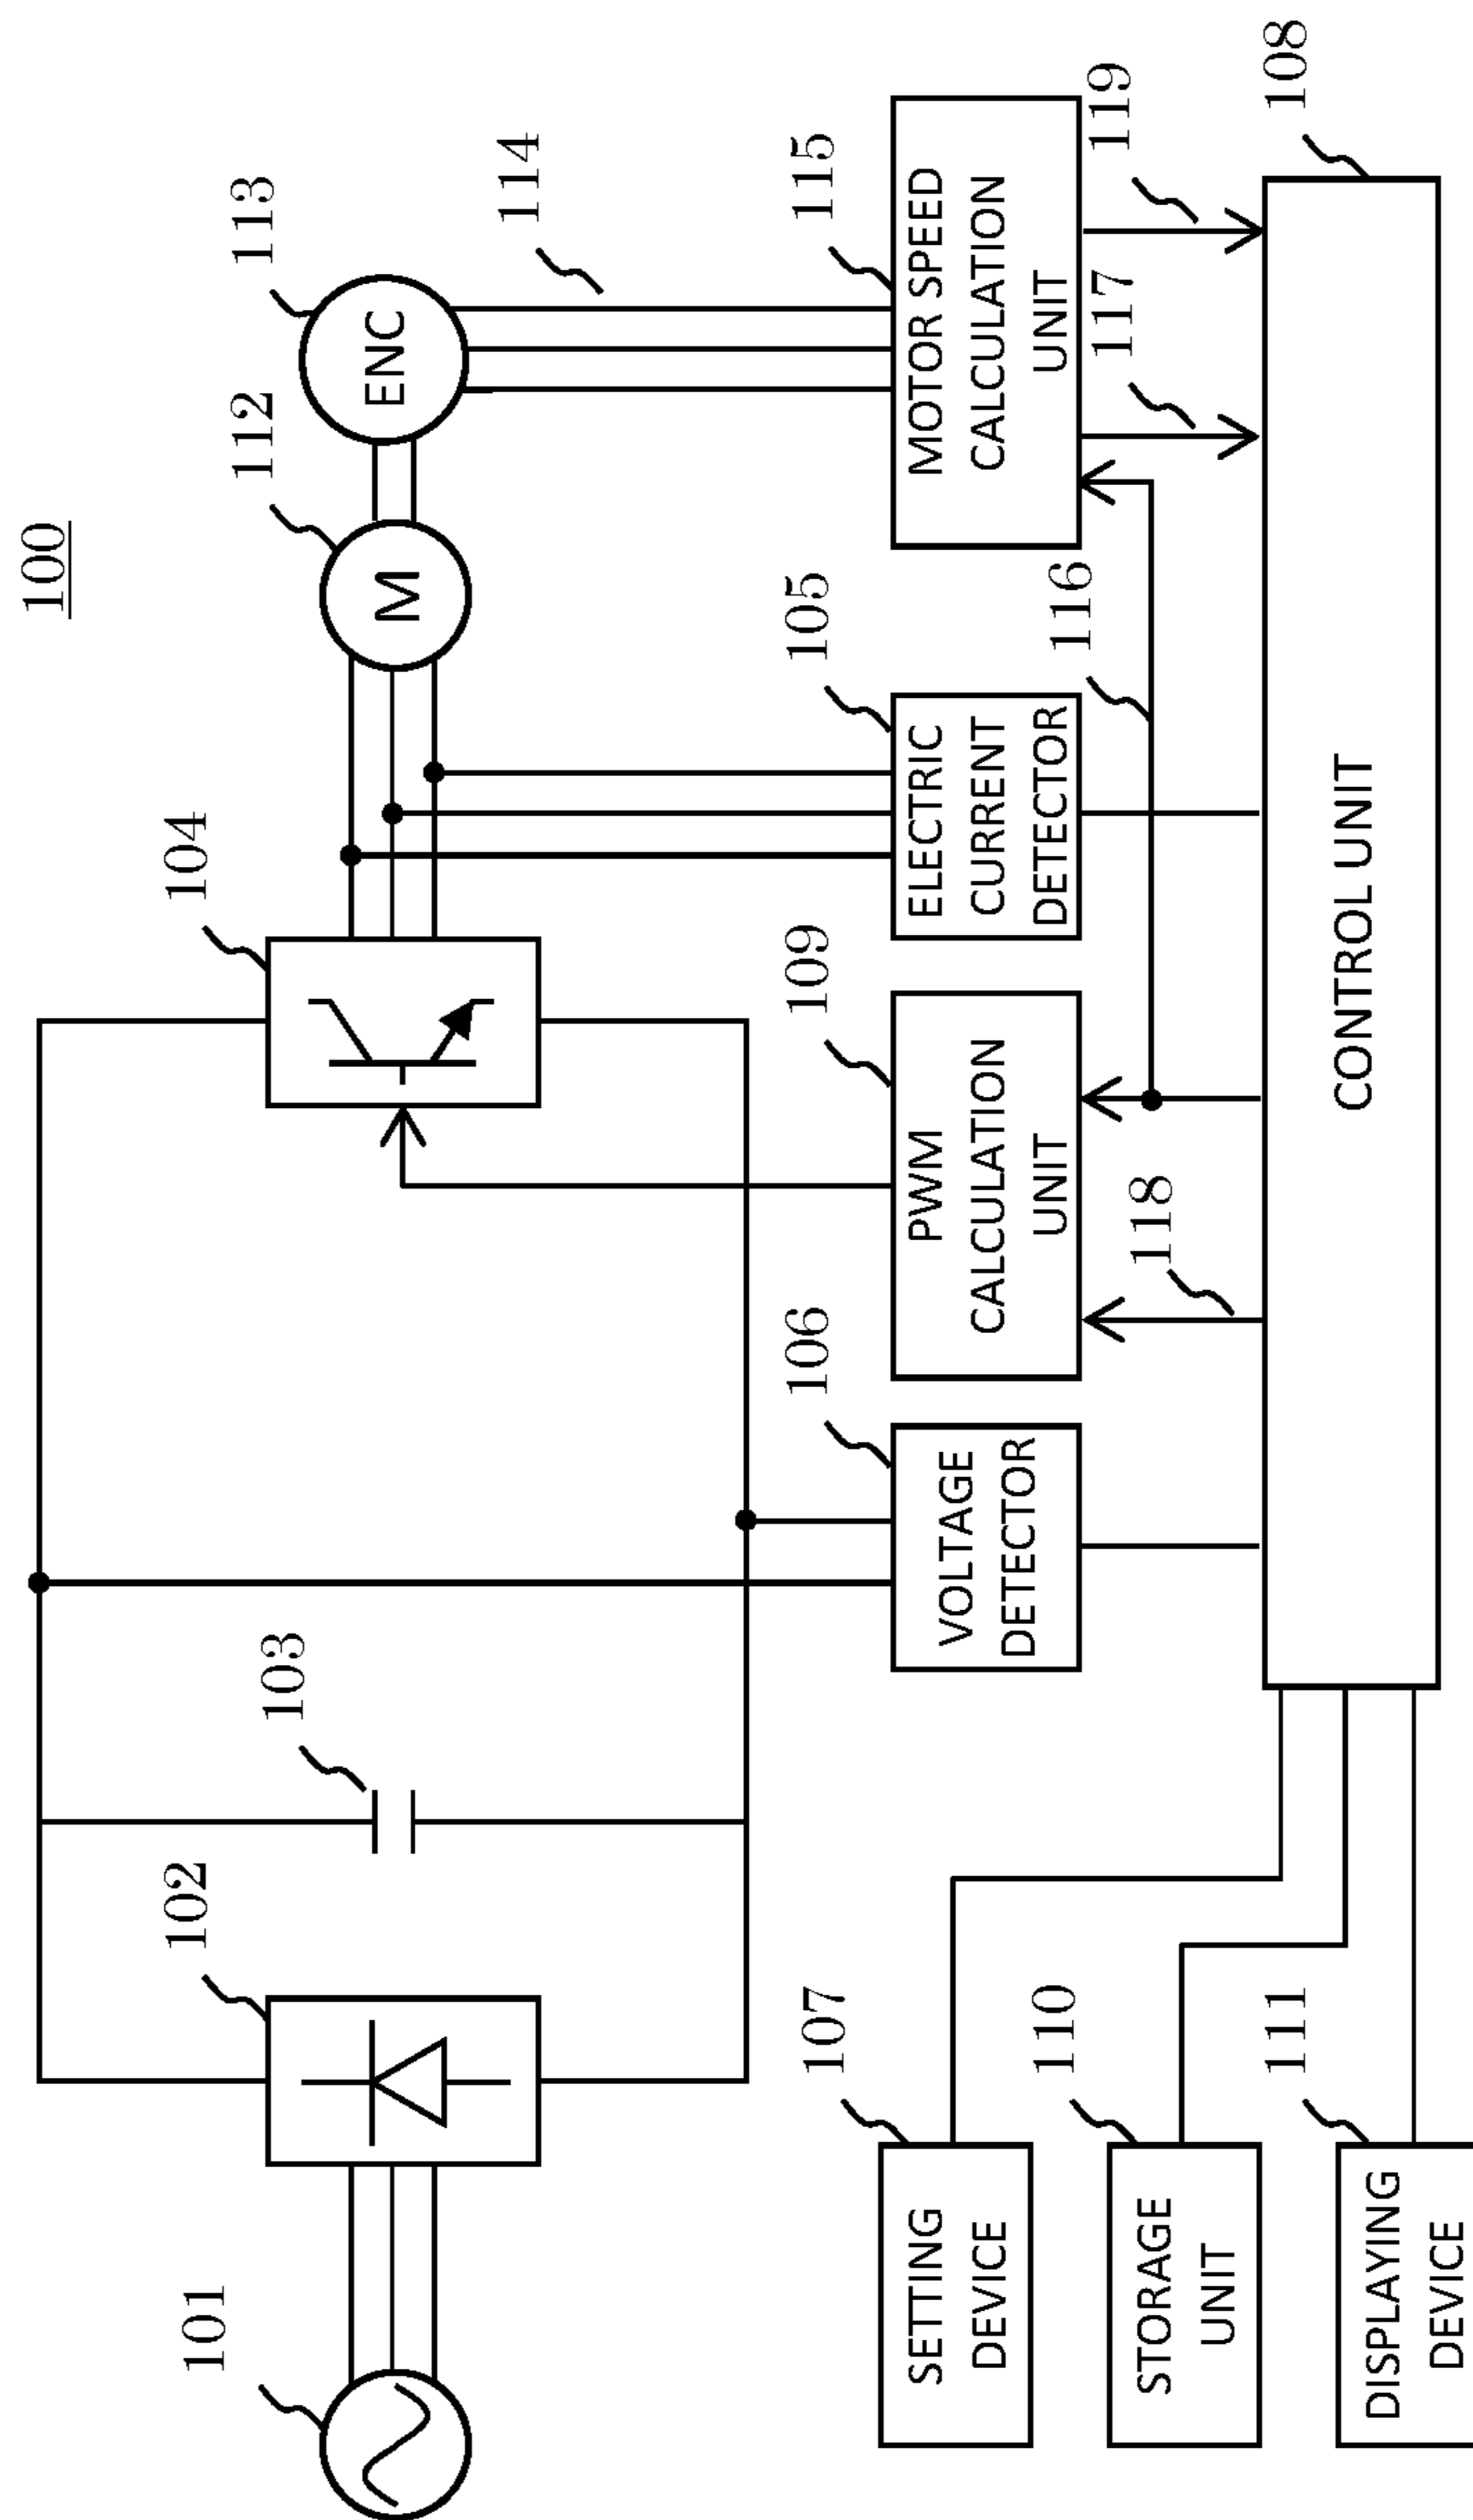 100
101
102
103
104
112
113
M
ENC
114
107
SETTING
DEVICE
106
VOLTAGE
DETECTOR
109
PWM
CALCULATION
UNIT
105
ELECTRIC
CURRENT
DETECTOR
115
MOTOR SPEED
CALCULATION
UNIT
110
STORAGE
UNIT
118
116
117
119
111
DISPLAYING
DEVICE
CONTROL UNIT
108